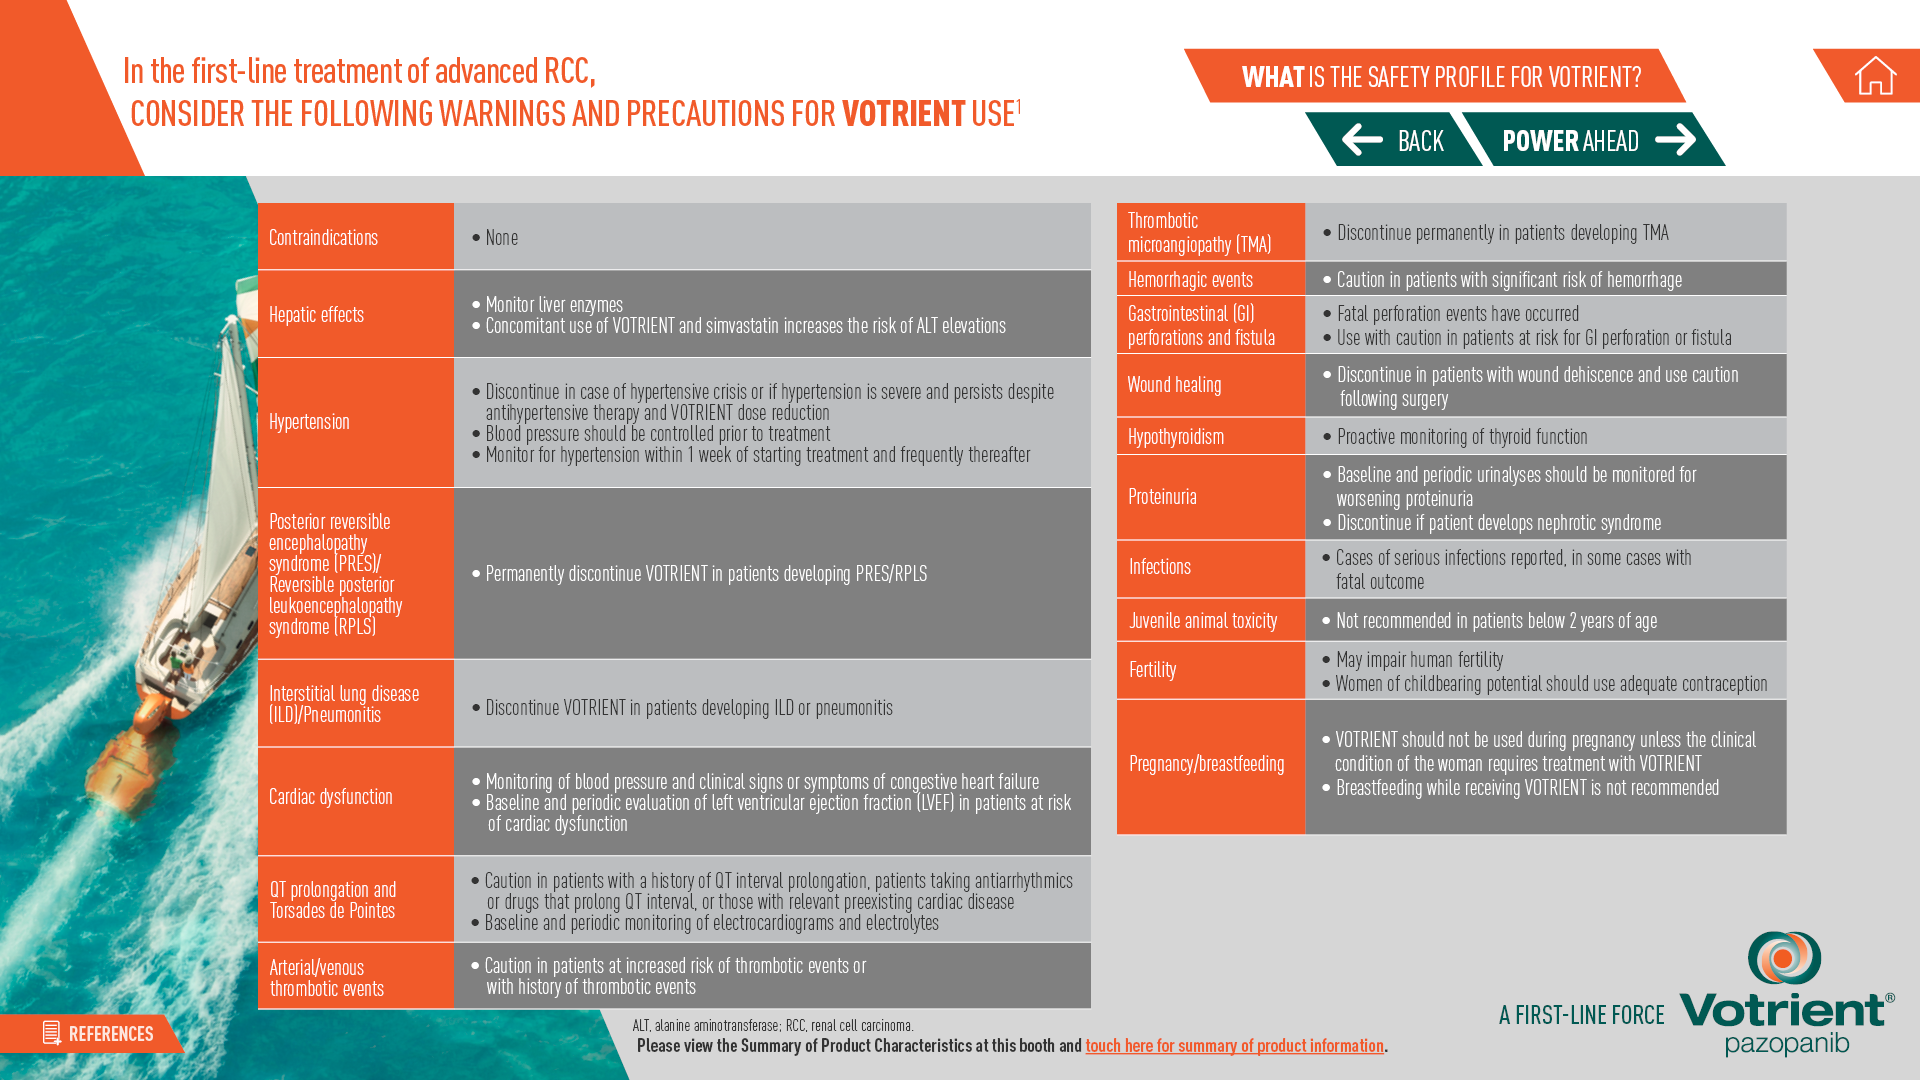 In the first-line treatment of advanced RCC,
CONSIDER THE FOLLOWING WARNINGS AND PRECAUTIONS FOR VOTRIENT USE1
WHAT IS THE SAFETY PROFILE FOR VOTRIENT?
BACK
POWER AHEAD
Contraindications
• None
Hepatic effects
• Monitor liver enzymes
• Concomitant use of VOTRIENT and simvastatin increases the risk of ALT elevations
Hypertension
• Discontinue in case of hypertensive crisis or if hypertension is severe and persists despite
antihypertensive therapy and VOTRIENT dose reduction
• Blood pressure should be controlled prior to treatment
• Monitor for hypertension within 1 week of starting treatment and frequently thereafter
Posterior reversible
encephalopathy
syndrome (PRES)/
Reversible posterior
leukoencephalopathy
syndrome (RPLS)
• Permanently discontinue VOTRIENT in patients developing PRES/RPLS
Interstitial lung disease
(ILD)/Pneumonitis
• Discontinue VOTRIENT in patients developing ILD or pneumonitis
Cardiac dysfunction
• Monitoring of blood pressure and clinical signs or symptoms of congestive heart failure
• Baseline and periodic evaluation of left ventricular ejection fraction (LVEF) in patients at risk
of cardiac dysfunction
QT prolongation and
Torsades de Pointes
• Caution in patients with a history of QT interval prolongation, patients taking antiarrhythmics
or drugs that prolong QT interval, or those with relevant preexisting cardiac disease
• Baseline and periodic monitoring of electrocardiograms and electrolytes
Arterial/venous
thrombotic events
• Caution in patients at increased risk of thrombotic events or
with history of thrombotic events
Thrombotic
microangiopathy (TMA)
• Discontinue permanently in patients developing TMA
Hemorrhagic events
• Caution in patients with significant risk of hemorrhage
Gastrointestinal (GI)
perforations and fistula
• Fatal perforation events have occurred
• Use with caution in patients at risk for GI perforation or fistula
Wound healing
• Discontinue in patients with wound dehiscence and use caution
following surgery
Hypothyroidism
• Proactive monitoring of thyroid function
Proteinuria
• Baseline and periodic urinalyses should be monitored for
worsening proteinuria
• Discontinue if patient develops nephrotic syndrome
Infections
• Cases of serious infections reported, in some cases with
fatal outcome
Juvenile animal toxicity
• Not recommended in patients below 2 years of age
Fertility
• May impair human fertility
• Women of childbearing potential should use adequate contraception
Pregnancy/breastfeeding
• VOTRIENT should not be used during pregnancy unless the clinical
condition of the woman requires treatment with VOTRIENT
• Breastfeeding while receiving VOTRIENT is not recommended
REFERENCES
ALT, alanine aminotransferase; RCC, renal cell carcinoma.
Please view the Summary of Product Characteristics at this booth and touch here for summary of product information.
A FIRST-LINE FORCE
Votrient®
pazopanib